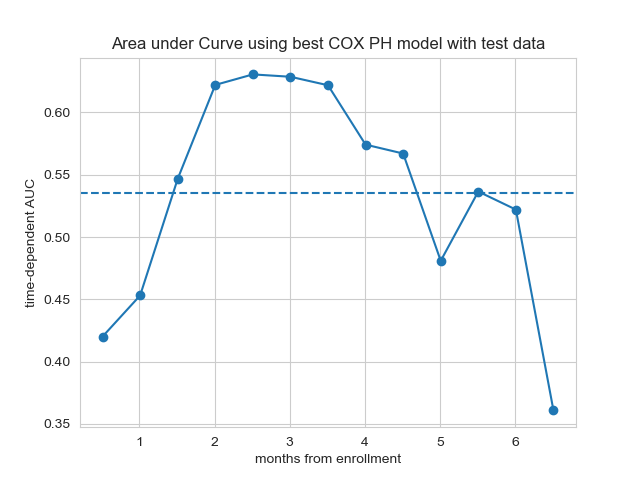 Area under Curve using best COX PH model with test data
time-dependent AUC
0.60
0.55
0.50
0.45
0.40
0.35
1 2 3 4 5 6
months from enrollment